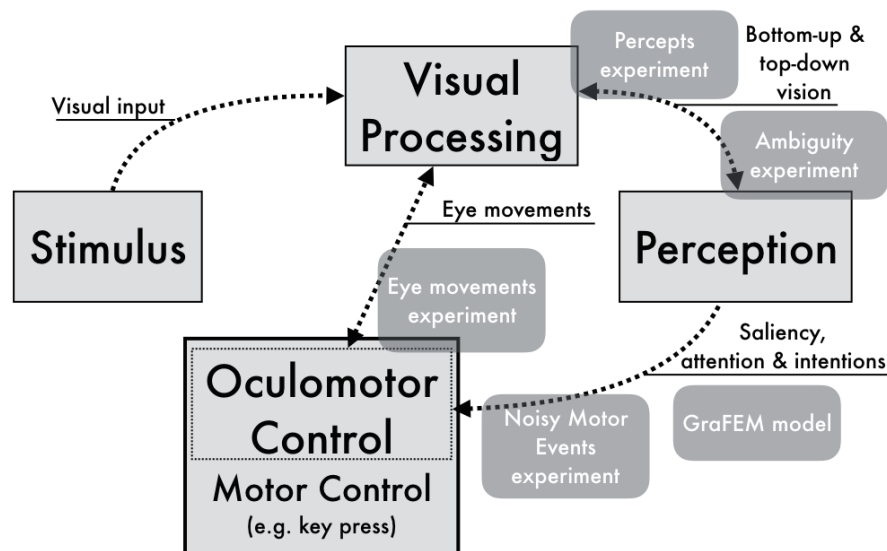 Percepts
experiment
Bottom-up &
top-down
vision
Visual
Processing
Visual input
Ambiguity
experiment
Stimulus
Eye movements
Perception
Eye movements
experiment
Saliency,
attention & intentions
Oculomotor
Control
Motor Control
(e.g. key press)
Noisy Motor
Events
experiment
GraFEM model